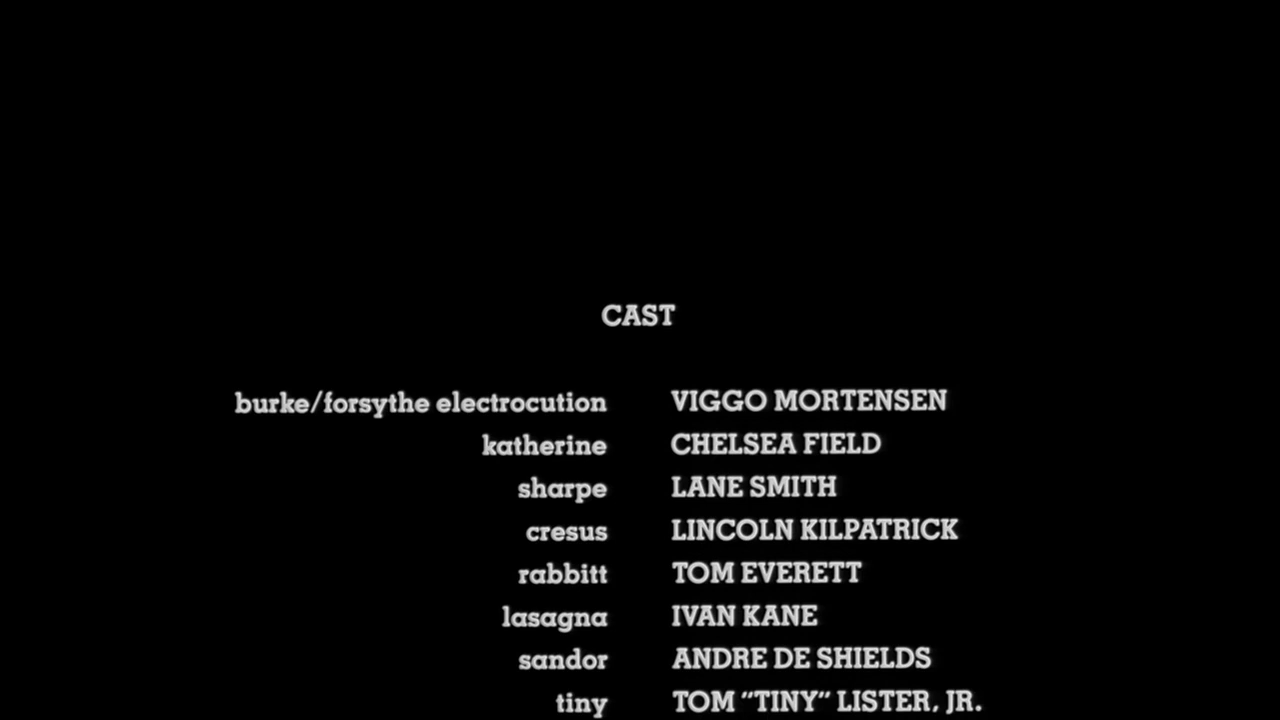 CAST
burke/forsythe electrocution VIGGO MORTENSEN
katherine CHELSEA FIELD
sharpe LANE SMITH
cresus LINCOLN KILPATRICK
rabbitt TOM EVERETT
lasagna IVAN KANE
sandor ANDRE DE SHIELDS
tiny TOM "TINY" LISTER, JR.